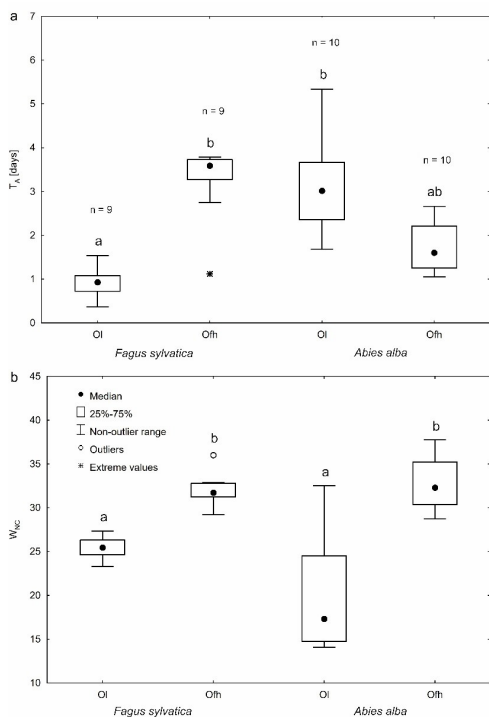 a
T_A [days]
7
6
5
4
3
2
1
0
n = 9
n = 9
n = 10
n = 10
a
b
b
ab
Ol Ofh Ol Ofh
Fagus sylvatica Abies alba
b
W_NC
45
40
35
30
25
20
15
10
Median
25%-75%
Non-outlier range
Outliers
Extreme values
a
b
a
b
Ol Ofh Ol Ofh
Fagus sylvatica Abies alba